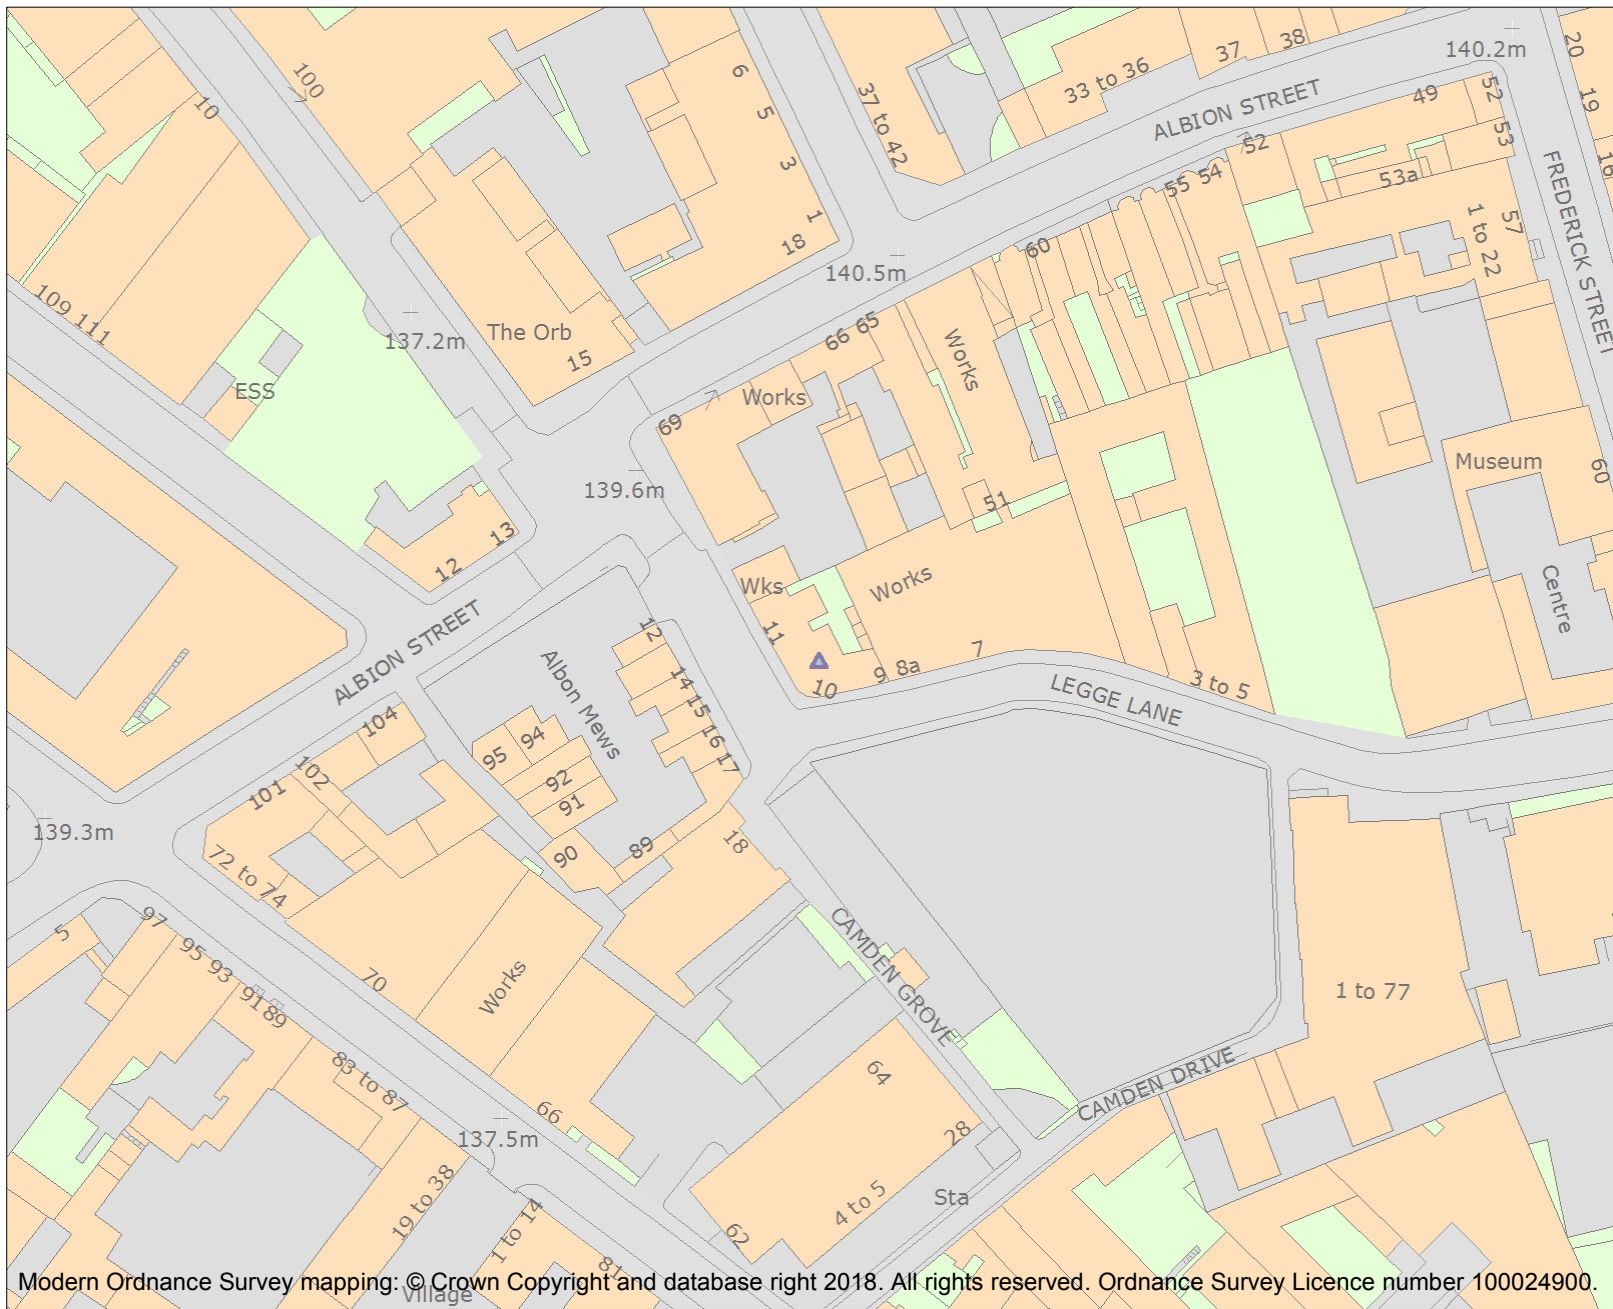 100
10
6
5
3
1
18
37 to 42
33 to 36
37
38
140.2m
20
19
ALBION STREET
49
52
53
52
54
55
53a
57
1 to 22
FREDERICK STREET
60
140.5m
109 111
137.2m
The Orb
15
65
66
Works
Works
69
ESS
139.6m
Museum
60
51
13
12
Wks
Works
Centre
11
10
9
8a
7
3 to 5
LEGGE LANE
ALBION STREET
Albon Mews
12
14
15
16
17
104
102
101
95
94
92
91
90
89
18
139.3m
72 to 74
97
95
93
91
89
5
70
Works
CAMDEN GROVE
1 to 77
83 to 87
66
137.5m
64
28
CAMDEN DRIVE
19 to 38
1 to 14
4 to 5
Sta
62
81
Village
Modern Ordnance Survey mapping: © Crown Copyright and database right 2018. All rights reserved. Ordnance Survey Licence number 100024900.